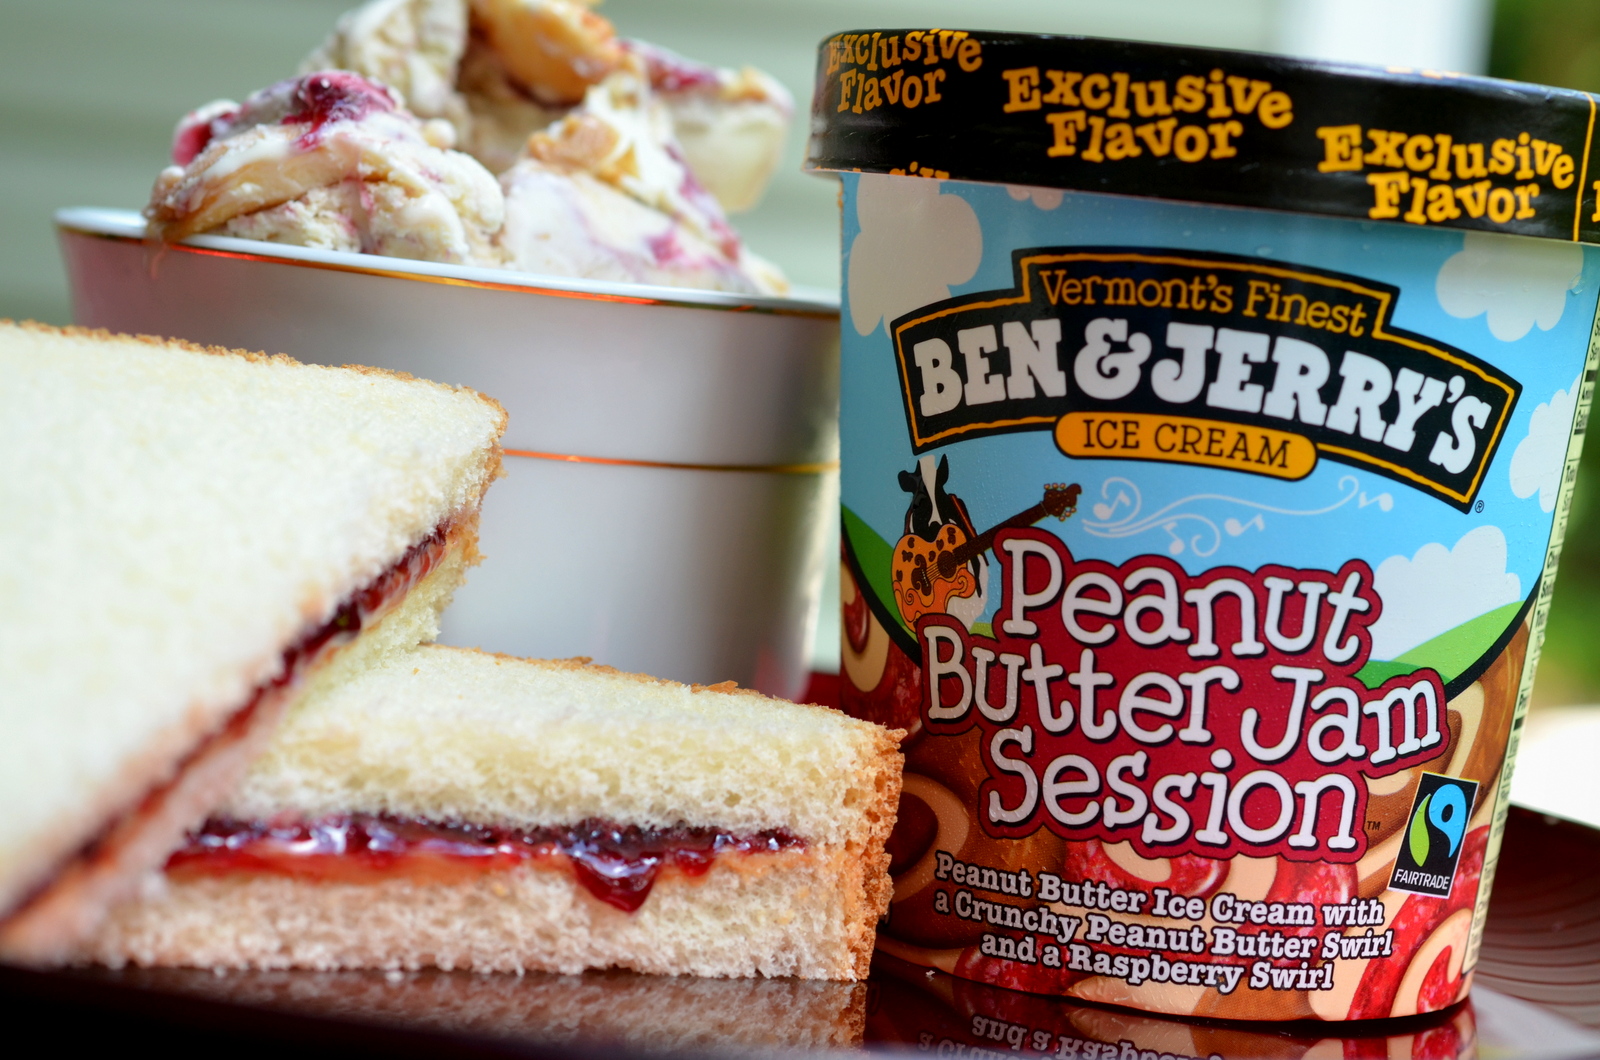 Exclusive
Flavor
Exclusive
Flavor
Exclusive
Flavor
Vermont's Finest
BEN & JERRY'S
ICE CREAM
®
Peanut
Butter Jam
Session™
FAIRTRADE
Peanut Butter Ice Cream with
a Crunchy Peanut Butter Swirl
and a Raspberry Swirl